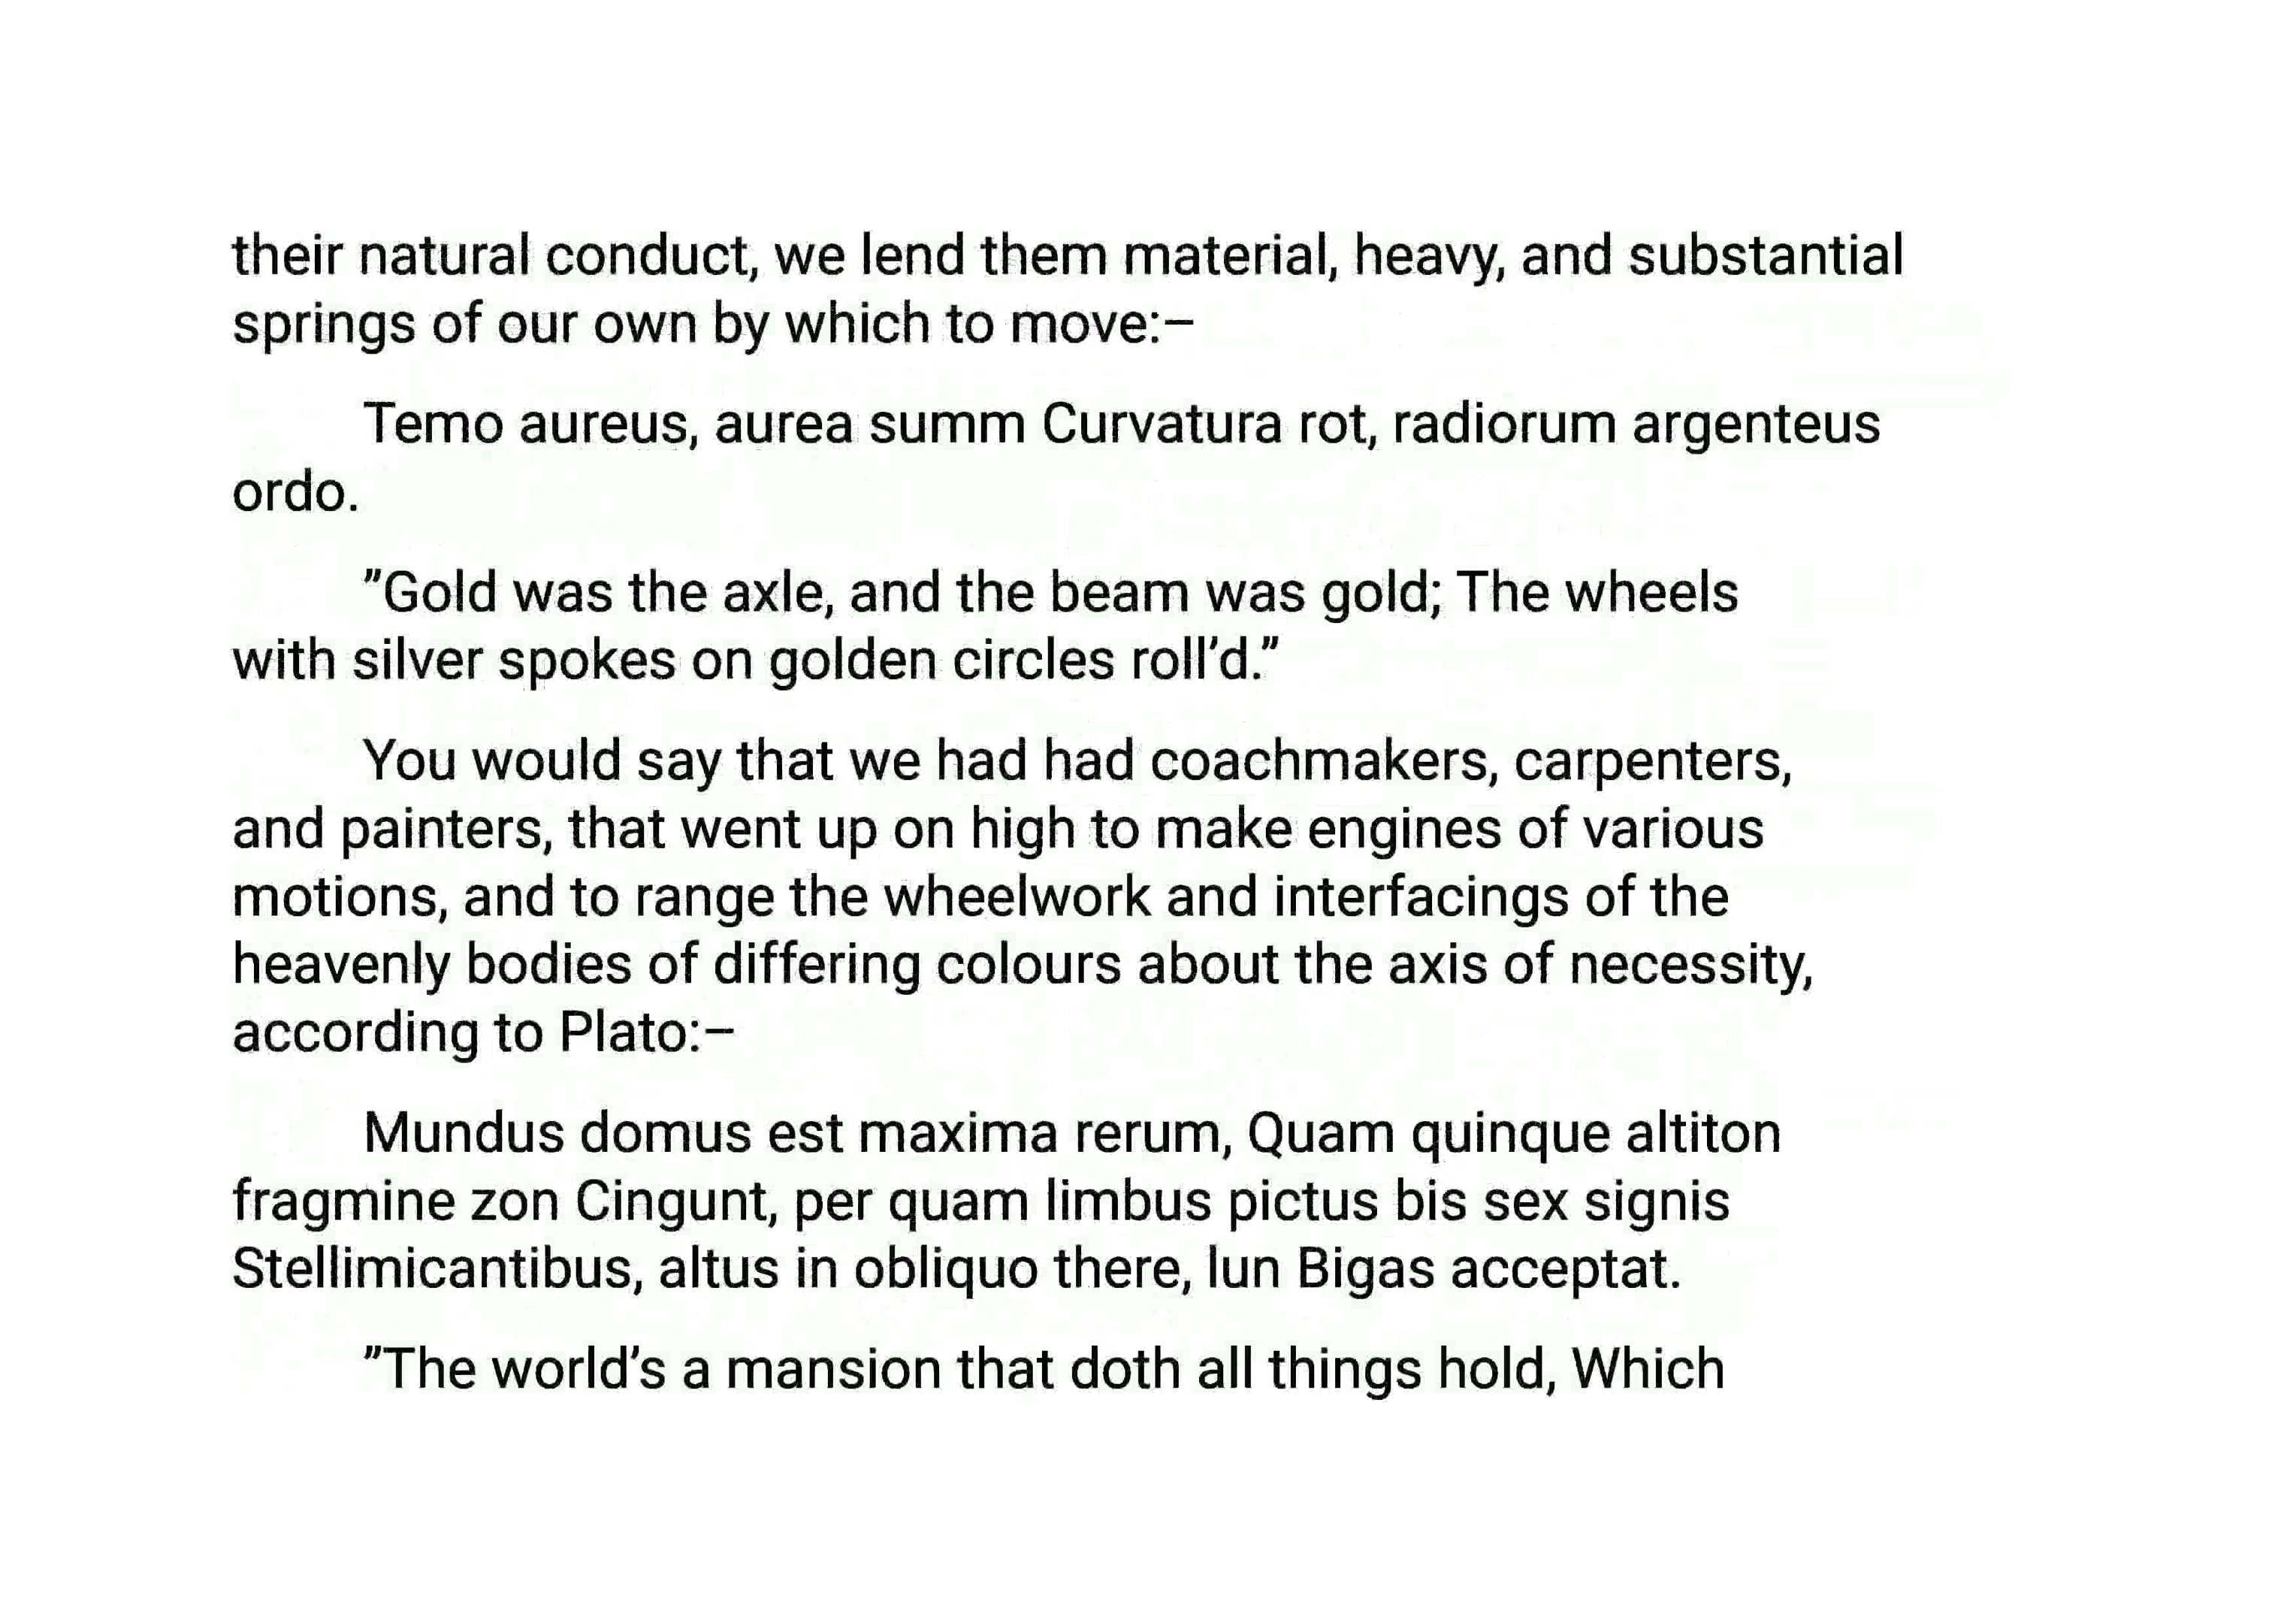 their natural conduct, we lend them material, heavy, and substantial
springs of our own by which to move:–
Temo aureus, aurea summ Curvatura rot, radiorum argenteus
ordo.
"Gold was the axle, and the beam was gold; The wheels
with silver spokes on golden circles roll'd."
You would say that we had had coachmakers, carpenters,
and painters, that went up on high to make engines of various
motions, and to range the wheelwork and interfacings of the
heavenly bodies of differing colours about the axis of necessity,
according to Plato:–
Mundus domus est maxima rerum, Quam quinque altiton
fragmine zon Cingunt, per quam limbus pictus bis sex signis
Stellimicantibus, altus in obliquo there, lun Bigas acceptat.
"The world's a mansion that doth all things hold, Which